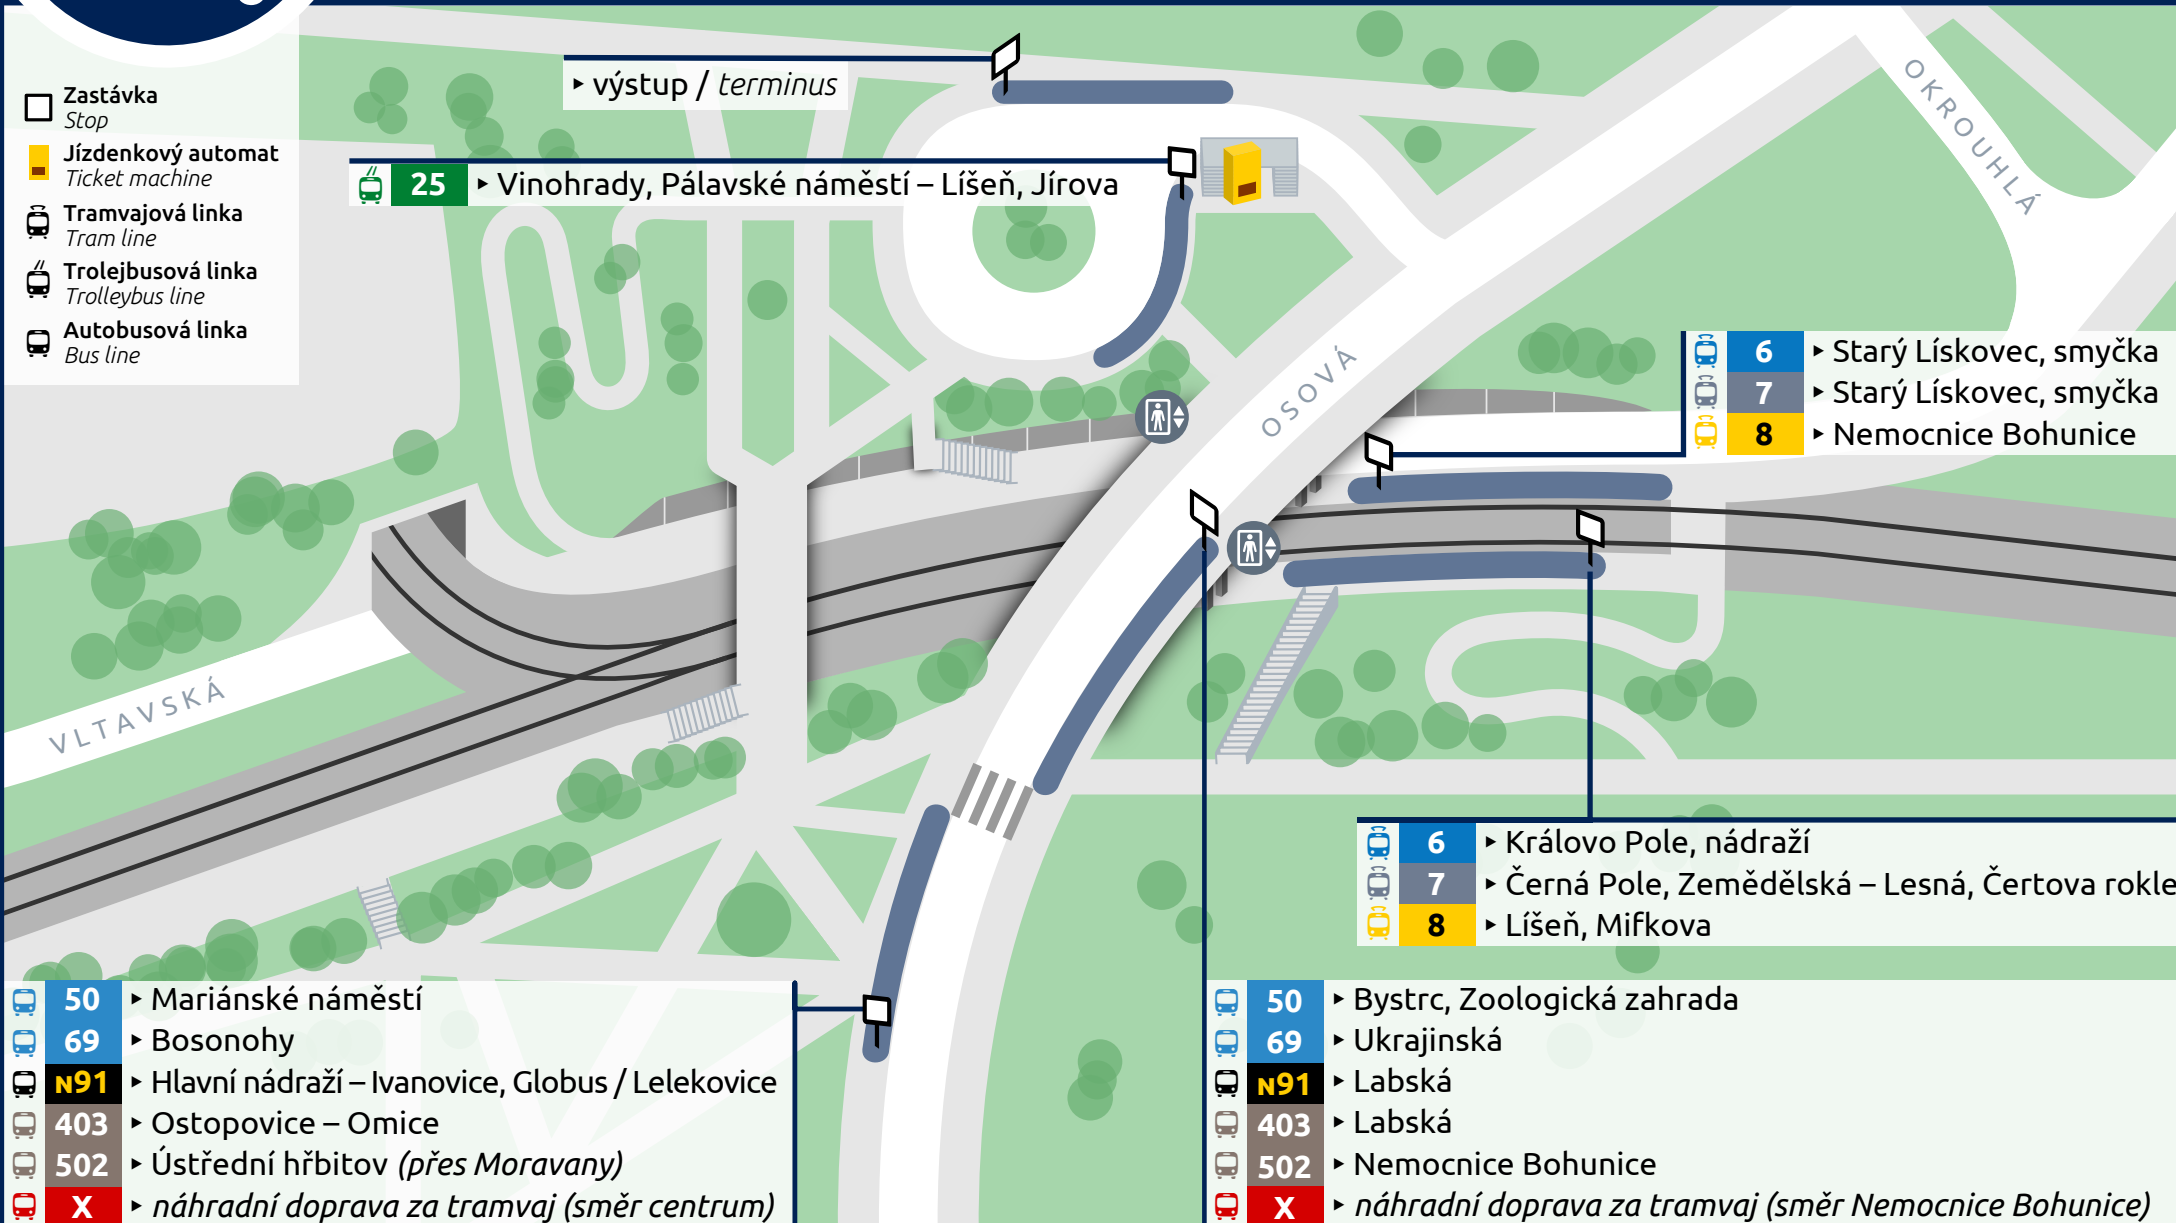 Zastávka
Stop
Jízdenkový automat
Ticket machine
Tramvajová linka
Tram line
Trolejbusová linka
Trolleybus line
Autobusová linka
Bus line
▸ výstup / terminus
25 ▸ Vinohrady, Pálavské náměstí – Líšeň, Jírova
OKROUHLÁ
OSOVÁ
6 ▸ Starý Lískovec, smyčka
7 ▸ Starý Lískovec, smyčka
8 ▸ Nemocnice Bohunice
VLTAVSKÁ
6 ▸ Královo Pole, nádraží
7 ▸ Černá Pole, Zemědělská – Lesná, Čertova rokle
8 ▸ Líšeň, Mifkova
50 ▸ Mariánské náměstí
69 ▸ Bosonohy
N91 ▸ Hlavní nádraží – Ivanovice, Globus / Lelekovice
403 ▸ Ostopovice – Omice
502 ▸ Ústřední hřbitov (přes Moravany)
X ▸ náhradní doprava za tramvaj (směr centrum)
50 ▸ Bystrc, Zoologická zahrada
69 ▸ Ukrajinská
N91 ▸ Labská
403 ▸ Labská
502 ▸ Nemocnice Bohunice
X ▸ náhradní doprava za tramvaj (směr Nemocnice Bohunice)